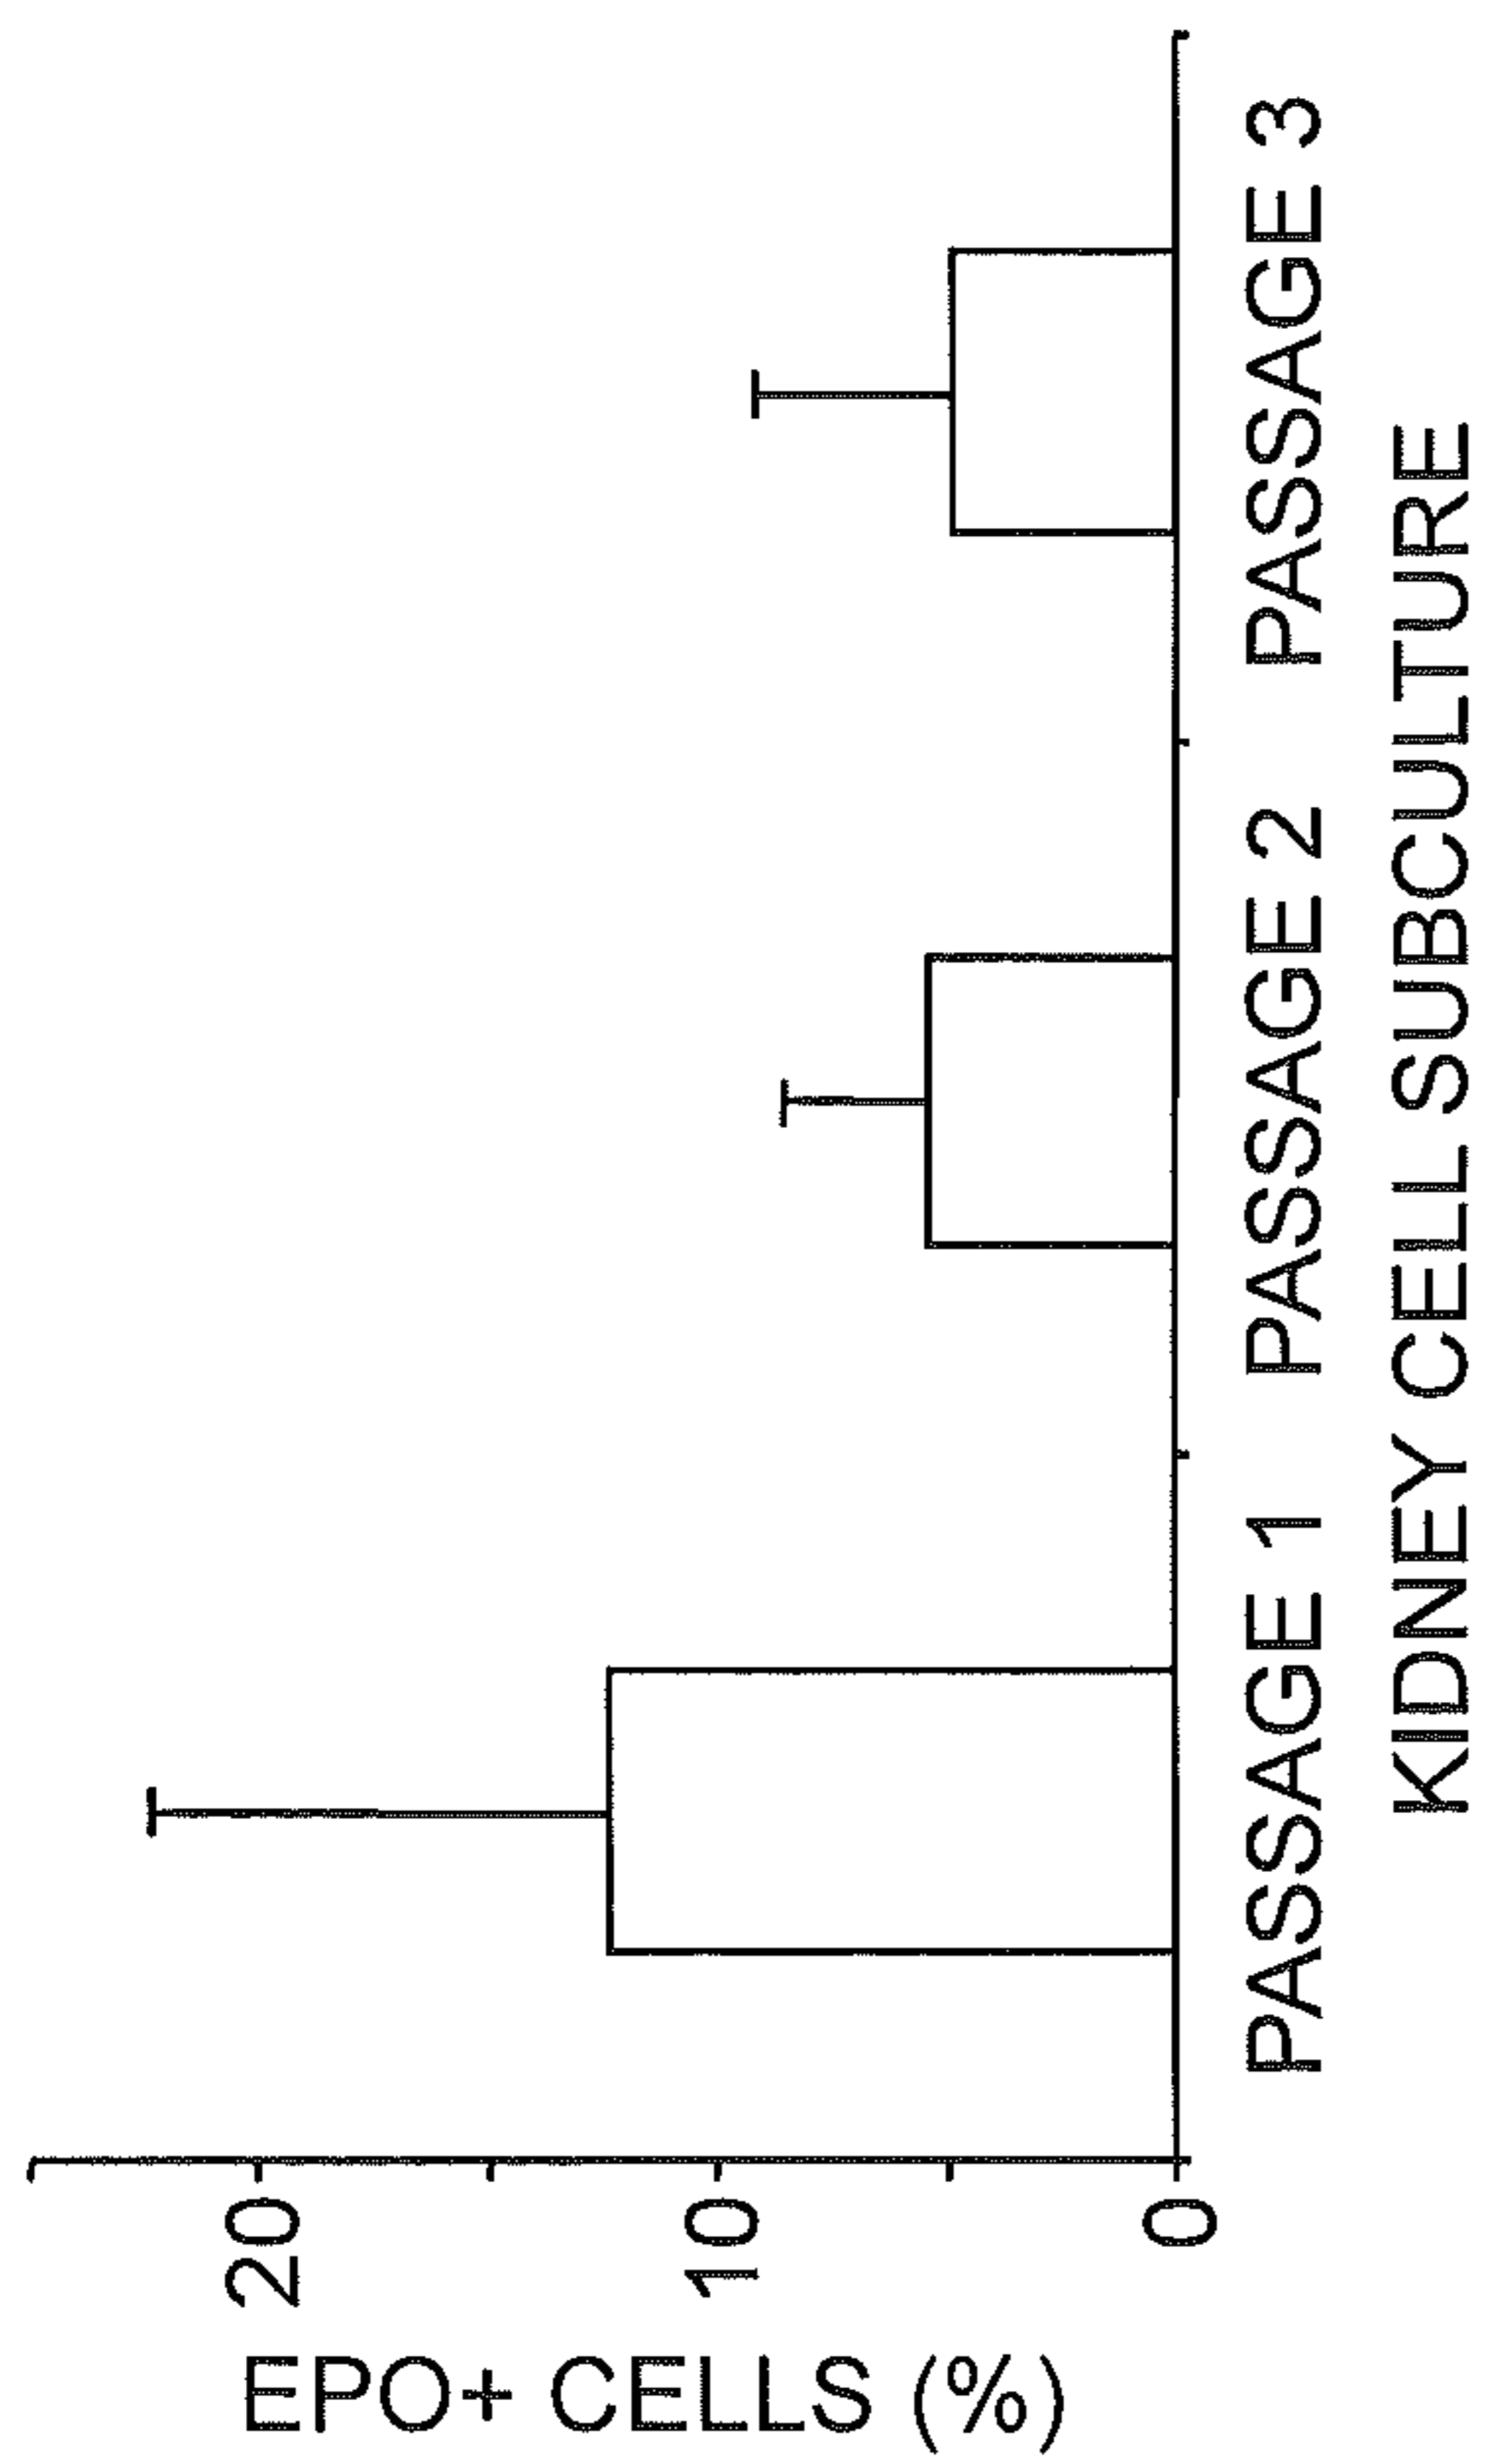 EPO+ CELLS (%)
20
10
0
PASSAGE 1 PASSAGE 2 PASSAGE 3
KIDNEY CELL SUBCULTURE